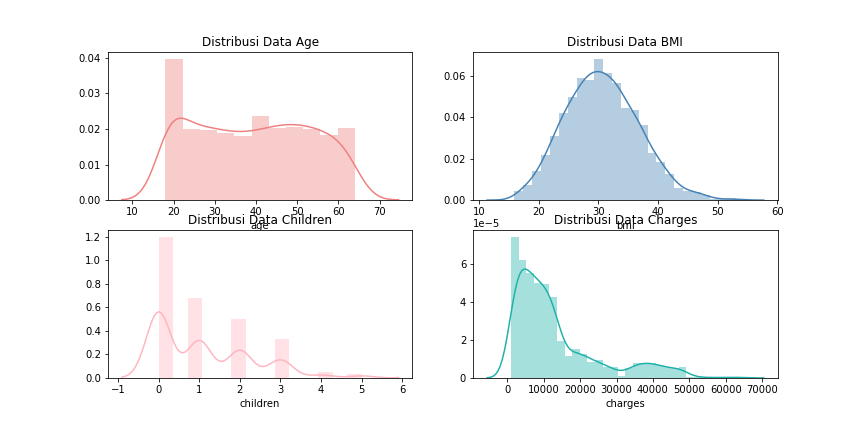 Distribusi Data Age
0.04
0.03
0.02
0.01
0.00
10 20 30 40 50 60 70
age
Distribusi Data BMI
0.06
0.04
0.02
0.00
10 20 30 40 50 60
bmi
Distribusi Data Children
1.2
1.0
0.8
0.6
0.4
0.2
0.0
−1 0 1 2 3 4 5 6
children
1e−5
Distribusi Data Charges
6
4
2
0
0 10000 20000 30000 40000 50000 60000 70000
charges